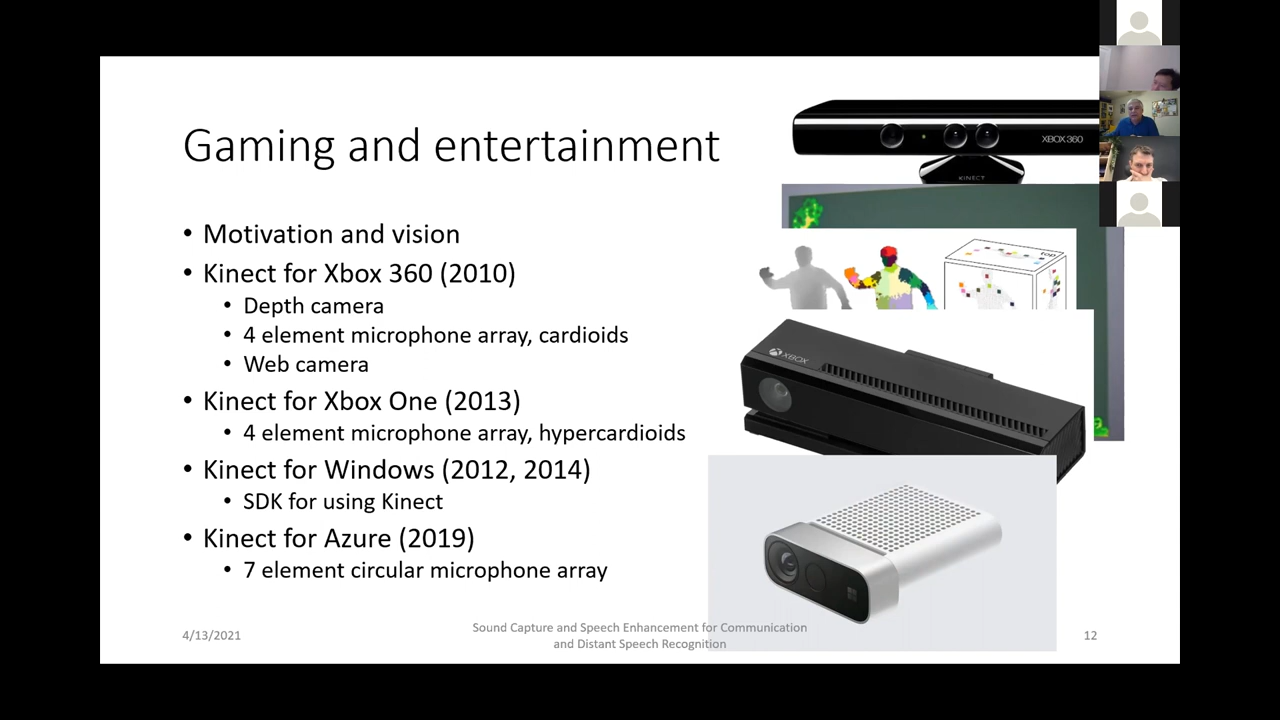 Gaming and entertainment
• Motivation and vision
• Kinect for Xbox 360 (2010)
• Depth camera
• 4 element microphone array, cardioids
• Web camera
• Kinect for Xbox One (2013)
• 4 element microphone array, hypercardioids
• Kinect for Windows (2012, 2014)
• SDK for using Kinect
• Kinect for Azure (2019)
• 7 element circular microphone array
XBOX360
KINECT
top
XBOX
4/13/2021
Sound Capture and Speech Enhancement for Communication
and Distant Speech Recognition
12